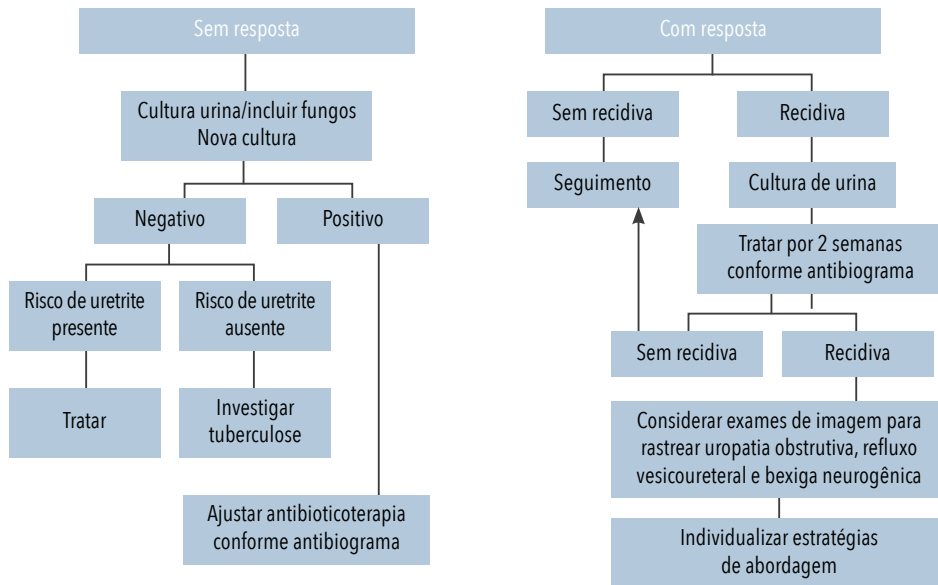 Sem resposta
Cultura urina/incluir fungos
Nova cultura
Negativo
Positivo
Risco de uretrite
presente
Risco de uretrite
ausente
Tratar
Investigar
tuberculose
Ajustar antibioticoterapia
conforme antibiograma
Com resposta
Sem recidiva
Recidiva
Seguimento
Cultura de urina
Tratar por 2 semanas
conforme antibiograma
Sem recidiva
Recidiva
Considerar exames de imagem para
rastrear uropatia obstrutiva, refluxo
vesicoureteral e bexiga neurogênica
Individualizar estratégias
de abordagem